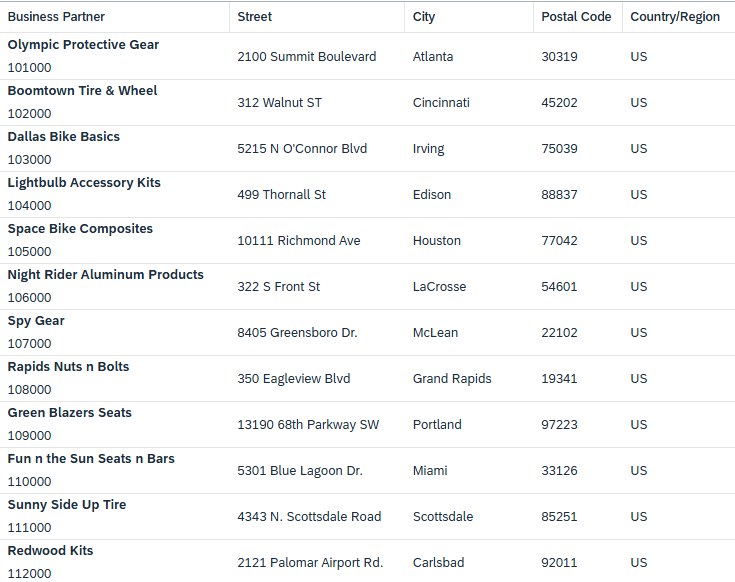 Business Partner Street City Postal Code Country/Region
Olympic Protective Gear
101000 2100 Summit Boulevard Atlanta 30319 US
Boomtown Tire & Wheel
102000 312 Walnut ST Cincinnati 45202 US
Dallas Bike Basics
103000 5215 N O'Connor Blvd Irving 75039 US
Lightbulb Accessory Kits
104000 499 Thornall St Edison 88837 US
Space Bike Composites
105000 10111 Richmond Ave Houston 77042 US
Night Rider Aluminum Products
106000 322 S Front St LaCrosse 54601 US
Spy Gear
107000 8405 Greensboro Dr. McLean 22102 US
Rapids Nuts n Bolts
108000 350 Eagleview Blvd Grand Rapids 19341 US
Green Blazers Seats
109000 13190 68th Parkway SW Portland 97223 US
Fun n the Sun Seats n Bars
110000 5301 Blue Lagoon Dr. Miami 33126 US
Sunny Side Up Tire
111000 4343 N. Scottsdale Road Scottsdale 85251 US
Redwood Kits
112000 2121 Palomar Airport Rd. Carlsbad 92011 US